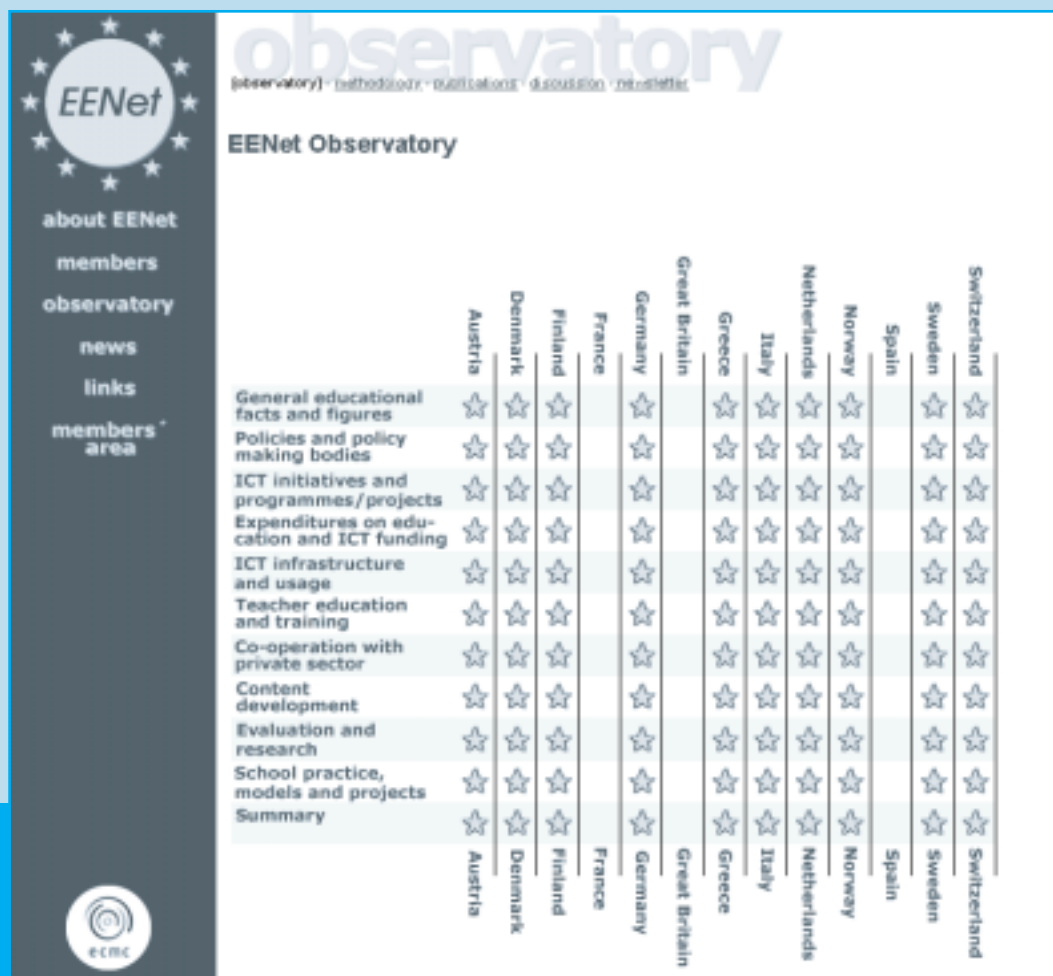 observatory
[observatory] · methodology · publications · discussion · newsletter
EENet
EENet Observatory
about EENet
members
observatory
news
links
members'
area
Austria
Denmark
Finland
France
Germany
Great Britain
Greece
Italy
Netherlands
Norway
Spain
Sweden
Switzerland
General educational
facts and figures
Policies and policy
making bodies
ICT initiatives and
programmes/projects
Expenditures on edu-
cation and ICT funding
ICT infrastructure
and usage
Teacher education
and training
Co-operation with
private sector
Content
development
Evaluation and
research
School practice,
models and projects
Summary
Austria
Denmark
Finland
France
Germany
Great Britain
Greece
Italy
Netherlands
Norway
Spain
Sweden
Switzerland
ecmc